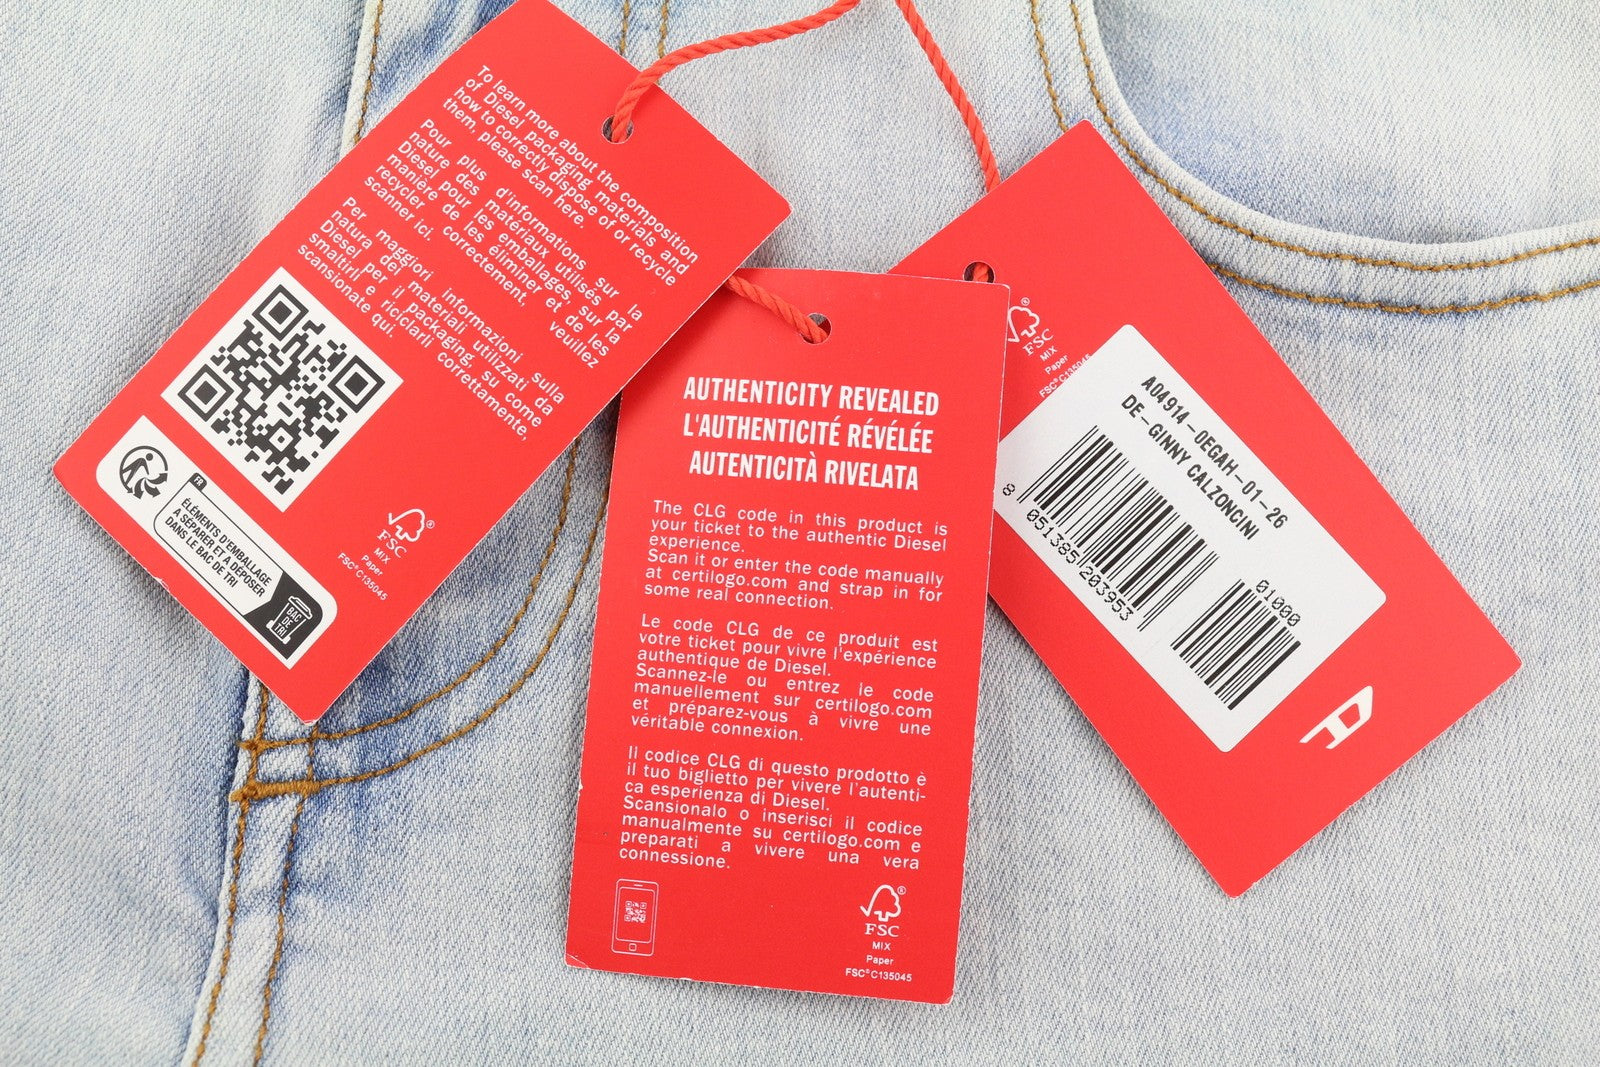 To learn more about the composition
of Diesel packaging materials and
how to correctly dispose of or recycle
them, please scan here.
Pour plus d'informations sur la
nature des matériaux utilisés par
Diesel pour les emballages, sur la
manière de les éliminer et de les
recycler correctement, veuillez
scanner ici.
Per maggiori informazioni sulla
natura dei materiali utilizzati da
Diesel per il packaging, su come
smaltirli e riciclarli correttamente,
scansionate qui.
FR
ÉLÉMENTS D'EMBALLAGE
A SÉPARER ET À DÉPOSER
DANS LE BAC DE TRI
BAC
DE
TRI
®
FSC
MIX
Paper
FSC® C135045
AUTHENTICITY REVEALED
L'AUTHENTICITÉ RÉVÉLÉE
AUTENTICITÀ RIVELATA
The CLG code in this product is
your ticket to the authentic Diesel
experience.
Scan it or enter the code manually
at certilogo.com and strap in for
some real connection.
Le code CLG de ce produit est
votre ticket pour vivre l'expérience
authentique de Diesel.
Scannez-le ou entrez le code
manuellement sur certilogo.com
et préparez-vous à vivre une
véritable connexion.
Il codice CLG di questo prodotto è
il tuo biglietto per vivere l'autenti-
ca esperienza di Diesel.
Scansionalo o inserisci il codice
manualmente su certilogo.com e
preparati a vivere una vera
connessione.
®
FSC
MIX
Paper
FSC® C135045
®
FSC
MIX
Paper
FSC® C135045
A04914-0EGAH-01-26
DE-GINNY CALZONCINI
8 051385 203953
01000
D